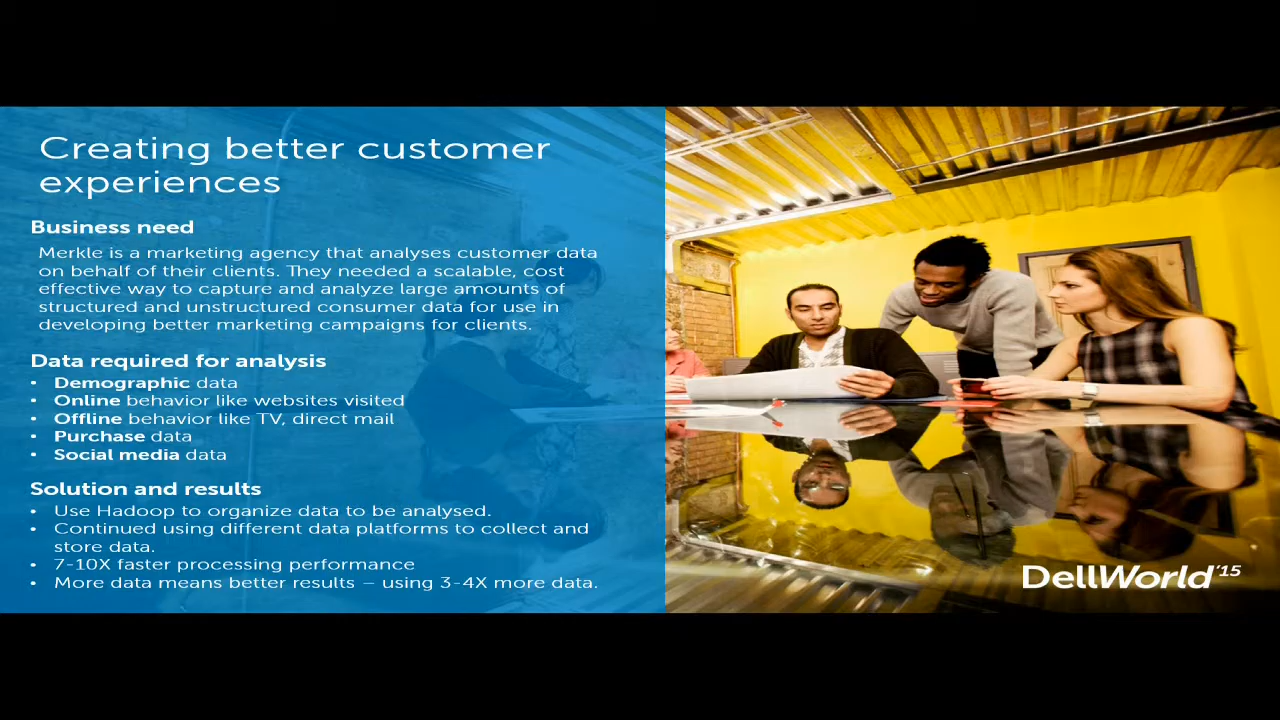 Creating better customer
experiences
Business need
Merkle is a marketing agency that analyses customer data
on behalf of their clients. They needed a scalable, cost
effective way to capture and analyze large amounts of
structured and unstructured consumer data for use in
developing better marketing campaigns for clients.
Data required for analysis
• Demographic data
• Online behavior like websites visited
• Offline behavior like TV, direct mail
• Purchase data
• Social media data
Solution and results
• Use Hadoop to organize data to be analysed.
• Continued using different data platforms to collect and
store data.
• 7-10X faster processing performance
• More data means better results – using 3-4X more data.
DellWorld'15